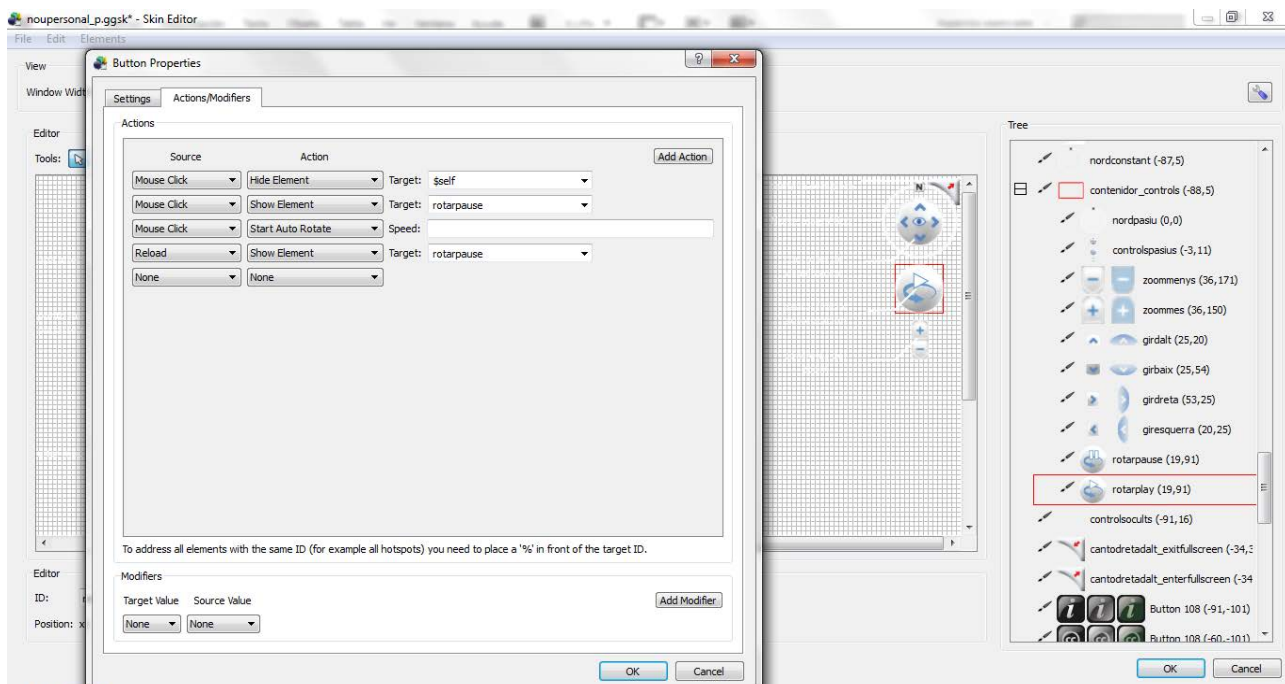 noupersonal_p.ggsk* - Skin Editor
File Edit Elements
View
Window Widt
Button Properties
Settings Actions/Modifiers
Actions
Source Action
Add Action
Mouse Click Hide Element Target: $self
Mouse Click Show Element Target: rotarpause
Mouse Click Start Auto Rotate Speed:
Reload Show Element Target: rotarpause
None None
To address all elements with the same ID (for example all hotspots) you need to place a '%' in front of the target ID.
Modifiers
Target Value Source Value
Add Modifier
None None
OK Cancel
Editor
Tools:
N
Editor
ID:
Position: x
Tree
nordconstant (-87,5)
contenidor_controls (-88,5)
nordpasiu (0,0)
controlspasius (-3,11)
zoommenys (36,171)
zoommes (36,150)
girdalt (25,20)
girbaix (25,54)
girdreta (53,25)
giresquerra (20,25)
rotarpause (19,91)
rotarplay (19,91)
controlsocults (-91,16)
cantodretadalt_exitfullscreen (-34,3
cantodretadalt_enterfullscreen (-34
Button 108 (-91,-101)
Button 108 (-60,-101)
OK Cancel